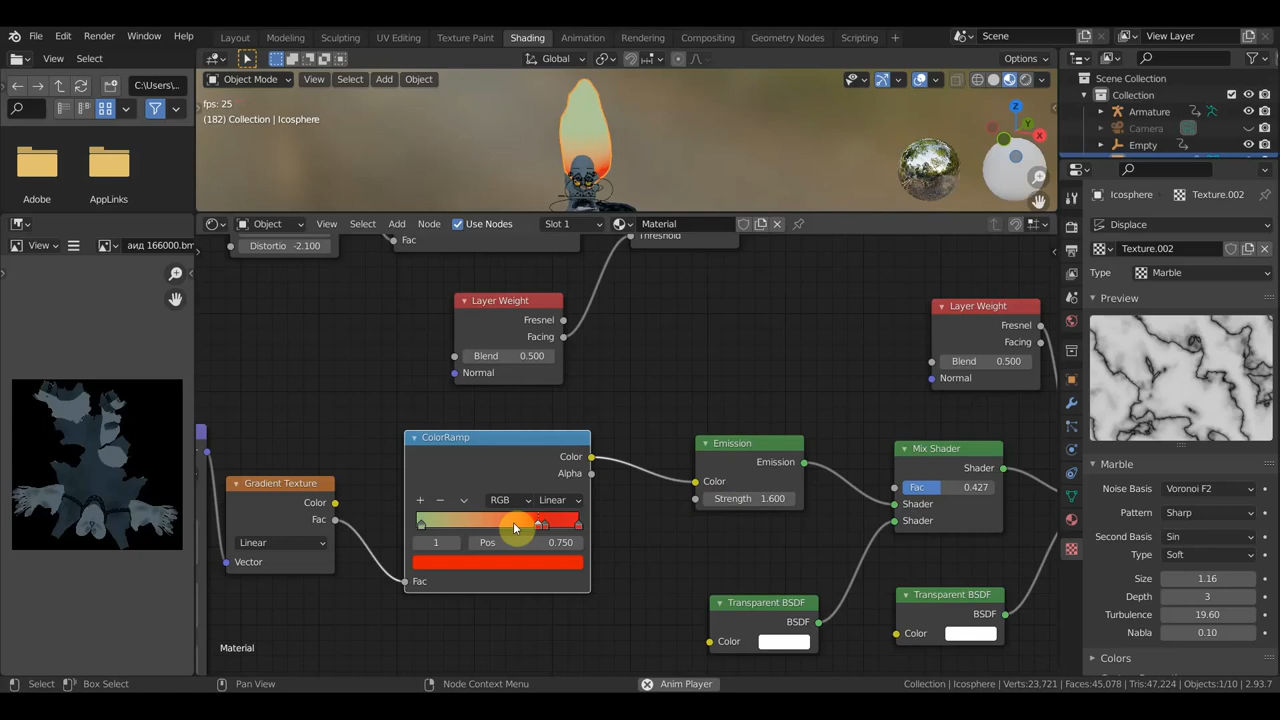 File Edit Render Window Help Layout Modeling Sculpting UV Editing Texture Paint Shading Animation Rendering Compositing Geometry Nodes Scripting + Scene View Layer
View Select Global Options
C:\Users\... Object Mode View Select Add Object Scene Collection
fps: 25 Collection
(182) Collection | Icosphere Armature
Camera
Empty
X Y Z
Adobe AppLinks Icosphere Texture.002
View аид 166000.bm Object View Select Add Node Use Nodes Slot 1 Material Displace
Distortio -2.100 Fac Threshold Texture.002
Type Marble
Preview
Layer Weight
Fresnel
Facing
Blend 0.500
Normal
Layer Weight
Fresnel
Facing
Blend 0.500
Normal
Gradient Texture
Color
Fac
Linear
Vector
ColorRamp
Color
Alpha
+ − RGB Linear
1 Pos 0.750
Fac
Emission
Emission
Color
Strength 1.600
Mix Shader
Shader
Fac 0.427
Shader
Shader
Transparent BSDF
BSDF
Color
Transparent BSDF
BSDF
Color
Marble
Noise Basis Voronoi F2
Pattern Sharp
Second Basis Sin
Type Soft
Size 1.16
Depth 3
Turbulence 19.60
Nabla 0.10
Colors
Material
Select Box Select Pan View Node Context Menu Anim Player Collection | Icosphere Verts:23,721 | Faces:45,078 | Tris:47,224 | Objects:1/10 | 2.93.7